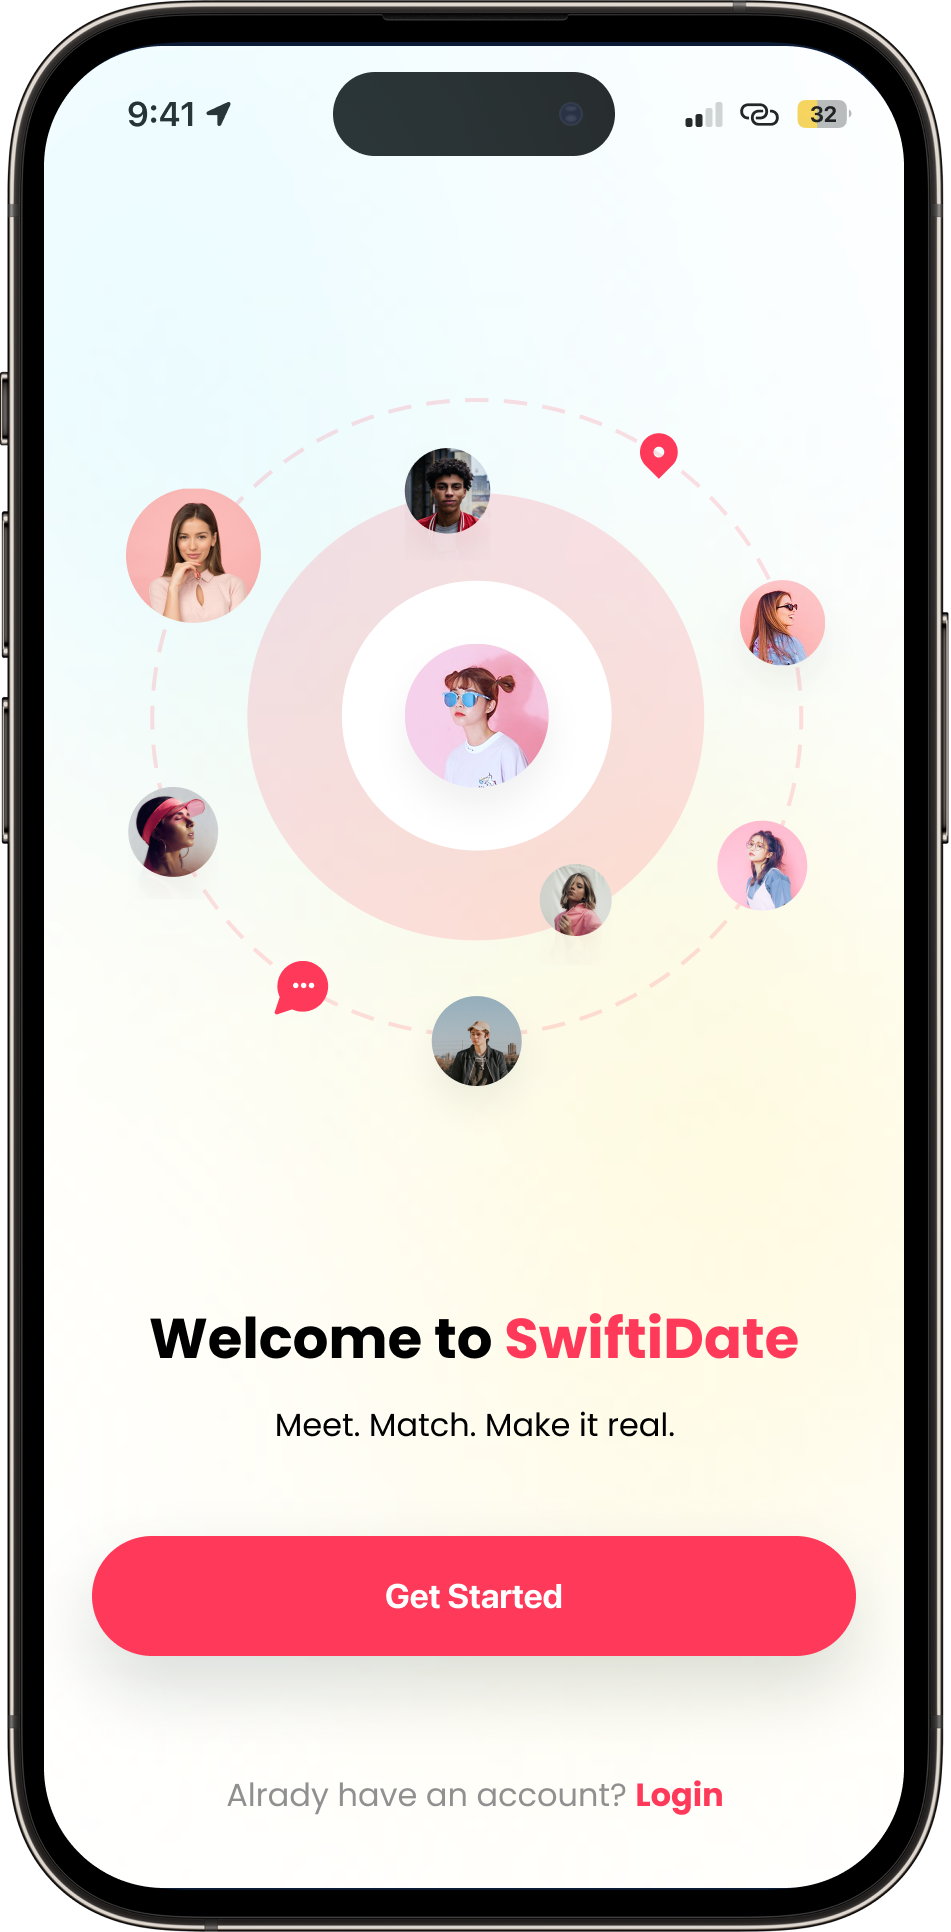 9:41
32
Welcome to SwiftiDate
Meet. Match. Make it real.
Get Started
Alrady have an account? Login